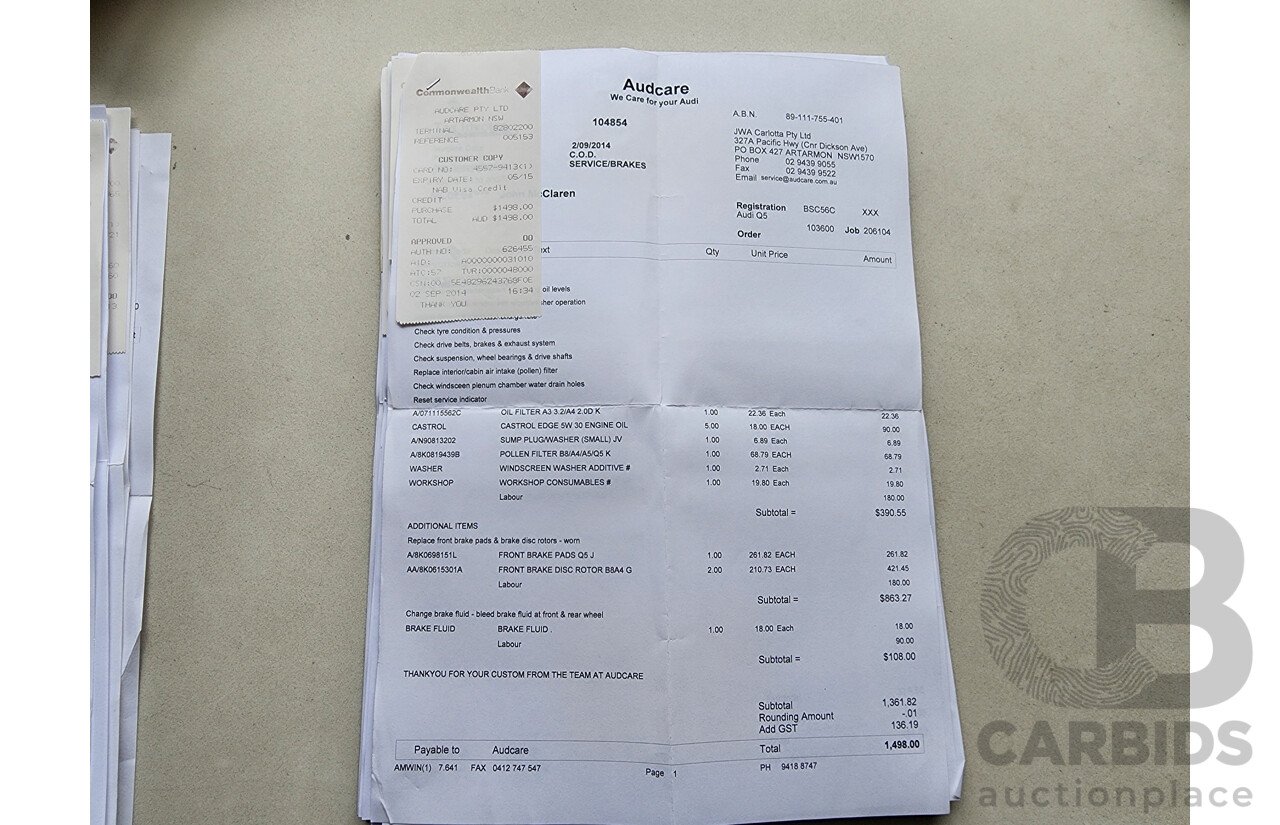 CommonwealthBank
AUDCARE PTY LTD
ARTARMON NSW
TERMINAL 92802200
REFERENCE 005153
CUSTOMER COPY
CARD NO: 4557-9413(1)
EXPIRY DATE: 05/15
NAB Visa Credit
CREDIT
PURCHASE $1498.00
TOTAL AUD $1498.00
APPROVED 00
AUTH NO: 626455
AID: A0000000031010
ATC:57 TVR:0000048000
02 SEP 2014 16:34
THANK YOU
Audcare
We Care for your Audi
104854
2/09/2014
C.O.D.
SERVICE/BRAKES
Claren
A.B.N. 89-111-755-401
JWA Carlotta Pty Ltd
327A Pacific Hwy (Cnr Dickson Ave)
PO BOX 427 ARTARMON NSW1570
Phone 02 9439 9055
Fax 02 9439 9522
Email service@audcare.com.au
Registration BSC56C XXX
Audi Q5
Order 103600 Job 206104
ext Qty Unit Price Amount
oil levels
her operation
Check tyre condition & pressures
Check drive belts, brakes & exhaust system
Check suspension, wheel bearings & drive shafts
Replace interior/cabin air intake (pollen) filter
Check windsceen plenum chamber water drain holes
Reset service indicator
A/071115562C OIL FILTER A3 3.2/A4 2.0D K 1.00 22.36 Each 22.36
CASTROL CASTROL EDGE 5W 30 ENGINE OIL 5.00 18.00 EACH 90.00
A/N90813202 SUMP PLUG/WASHER (SMALL) JV 1.00 6.89 Each 6.89
A/8K0819439B POLLEN FILTER B8/A4/A5/Q5 K 1.00 68.79 EACH 68.79
WASHER WINDSCREEN WASHER ADDITIVE # 1.00 2.71 Each 2.71
WORKSHOP WORKSHOP CONSUMABLES # 1.00 19.80 Each 19.80
Labour 180.00
Subtotal = $390.55
ADDITIONAL ITEMS
Replace front brake pads & brake disc rotors - worn
A/8K0698151L FRONT BRAKE PADS Q5 J 1.00 261.82 EACH 261.82
AA/8K0615301A FRONT BRAKE DISC ROTOR B8A4 G 2.00 210.73 EACH 421.45
Labour 180.00
Subtotal = $863.27
Change brake fluid - bleed brake fluid at front & rear wheel
BRAKE FLUID BRAKE FLUID . 1.00 18.00 Each 18.00
Labour 90.00
Subtotal = $108.00
THANKYOU FOR YOUR CUSTOM FROM THE TEAM AT AUDCARE
Subtotal 1,361.82
Rounding Amount -.01
Add GST 136.19
Payable to Audcare Total 1,498.00
AMWIN(1) 7.641 FAX 0412 747 547 Page 1 PH 9418 8747
CB
CARBIDS
auctionplace